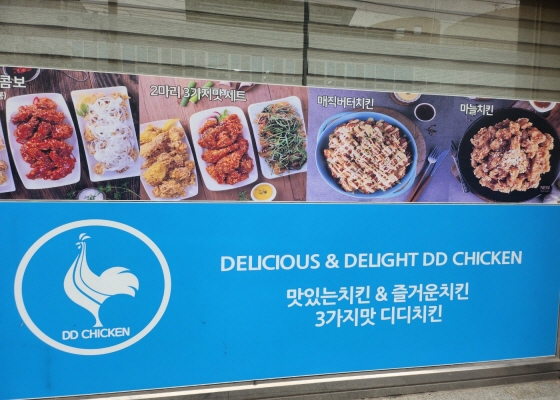 콤보
2마리 3가지맛 세트
매직버터치킨
마늘치킨
DELICIOUS & DELIGHT DD CHICKEN
맛있는치킨 & 즐거운치킨
3가지맛 디디치킨
DD CHICKEN